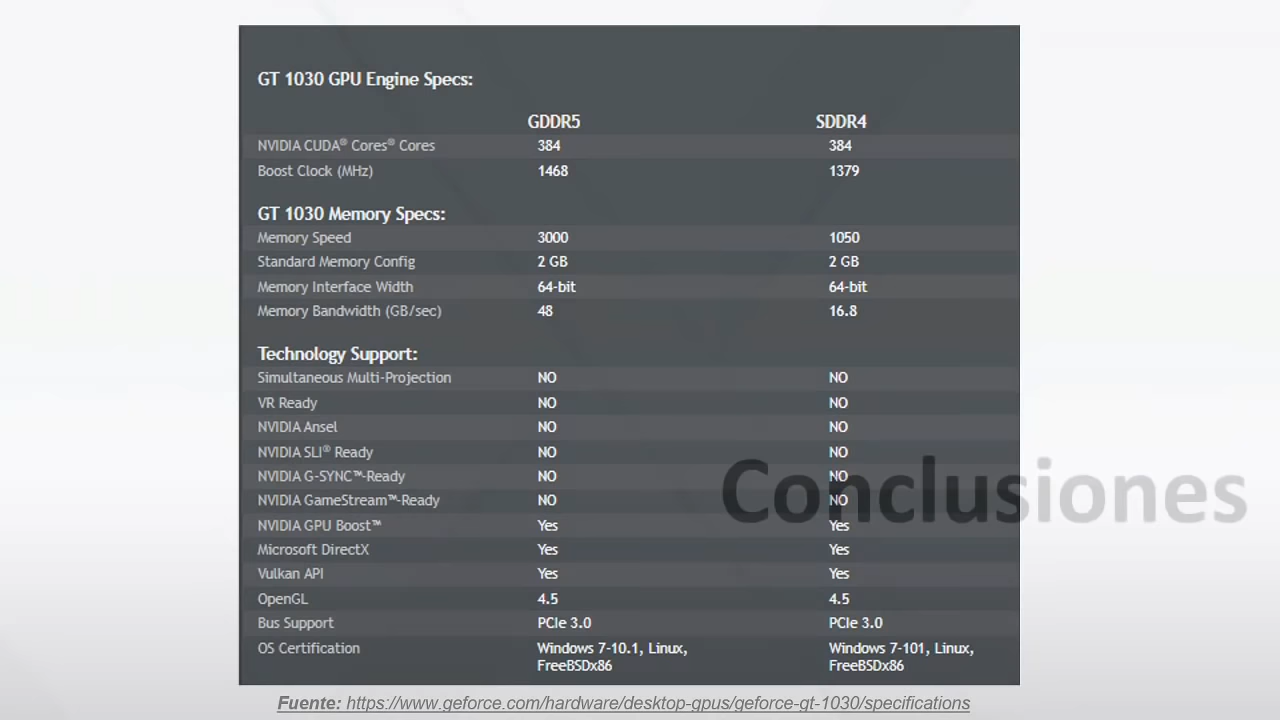 GT 1030 GPU Engine Specs:
GDDR5 SDDR4
NVIDIA CUDA® Cores® Cores 384 384
Boost Clock (MHz) 1468 1379
GT 1030 Memory Specs:
Memory Speed 3000 1050
Standard Memory Config 2 GB 2 GB
Memory Interface Width 64-bit 64-bit
Memory Bandwidth (GB/sec) 48 16.8
Technology Support:
Simultaneous Multi-Projection NO NO
VR Ready NO NO
NVIDIA Ansel NO NO
NVIDIA SLI® Ready NO NO
NVIDIA G-SYNC™-Ready NO NO
Conclusiones
NVIDIA GameStream™-Ready NO NO
NVIDIA GPU Boost™ Yes Yes
Microsoft DirectX Yes Yes
Vulkan API Yes Yes
OpenGL 4.5 4.5
Bus Support PCIe 3.0 PCIe 3.0
OS Certification Windows 7-10.1, Linux, Windows 7-101, Linux,
FreeBSDx86 FreeBSDx86
Fuente: https://www.geforce.com/hardware/desktop-gpus/geforce-gt-1030/specifications